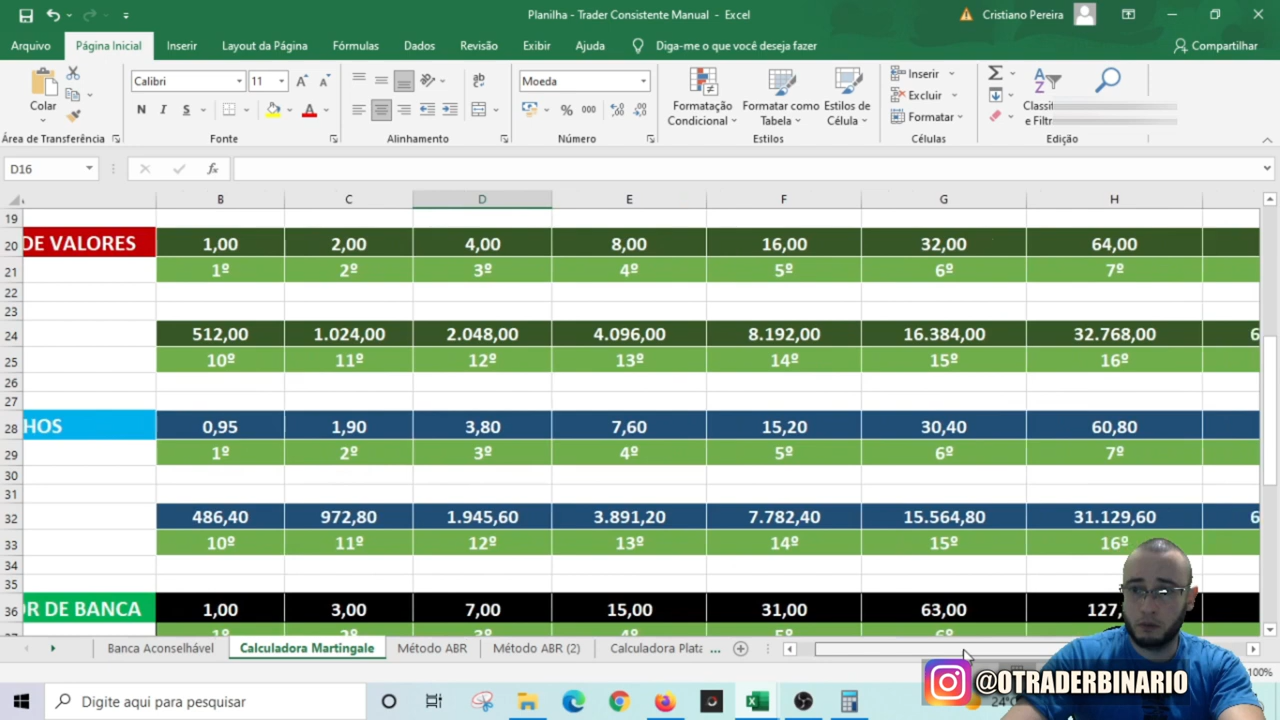 Planilha - Trader Consistente Manual - Excel
Cristiano Pereira
Arquivo Página Inicial Inserir Layout da Página Fórmulas Dados Revisão Exibir Ajuda Diga-me o que você deseja fazer Compartilhar
Colar
Calibri 11
N I S
Moeda
% 000
Formatação Condicional
Formatar como Tabela
Estilos de Célula
Inserir
Excluir
Formatar
e Filtr
Área de Transferência Fonte Alinhamento Número Estilos Células Edição
D16 fx
B C D E F G H
19
20 DE VALORES 1,00 2,00 4,00 8,00 16,00 32,00 64,00
21 1º 2º 3º 4º 5º 6º 7º
22
23
24 512,00 1.024,00 2.048,00 4.096,00 8.192,00 16.384,00 32.768,00 6
25 10º 11º 12º 13º 14º 15º 16º
26
27
28 HOS 0,95 1,90 3,80 7,60 15,20 30,40 60,80
29 1º 2º 3º 4º 5º 6º 7º
30
31
32 486,40 972,80 1.945,60 3.891,20 7.782,40 15.564,80 31.129,60 6
33 10º 11º 12º 13º 14º 15º 16º
34
35
36 OR DE BANCA 1,00 3,00 7,00 15,00 31,00 63,00 127,
Banca Aconselhável Calculadora Martingale Método ABR Método ABR (2) Calculadora Plata ...
100%
@OTRADERBINARIO
Digite aqui para pesquisar
24°C